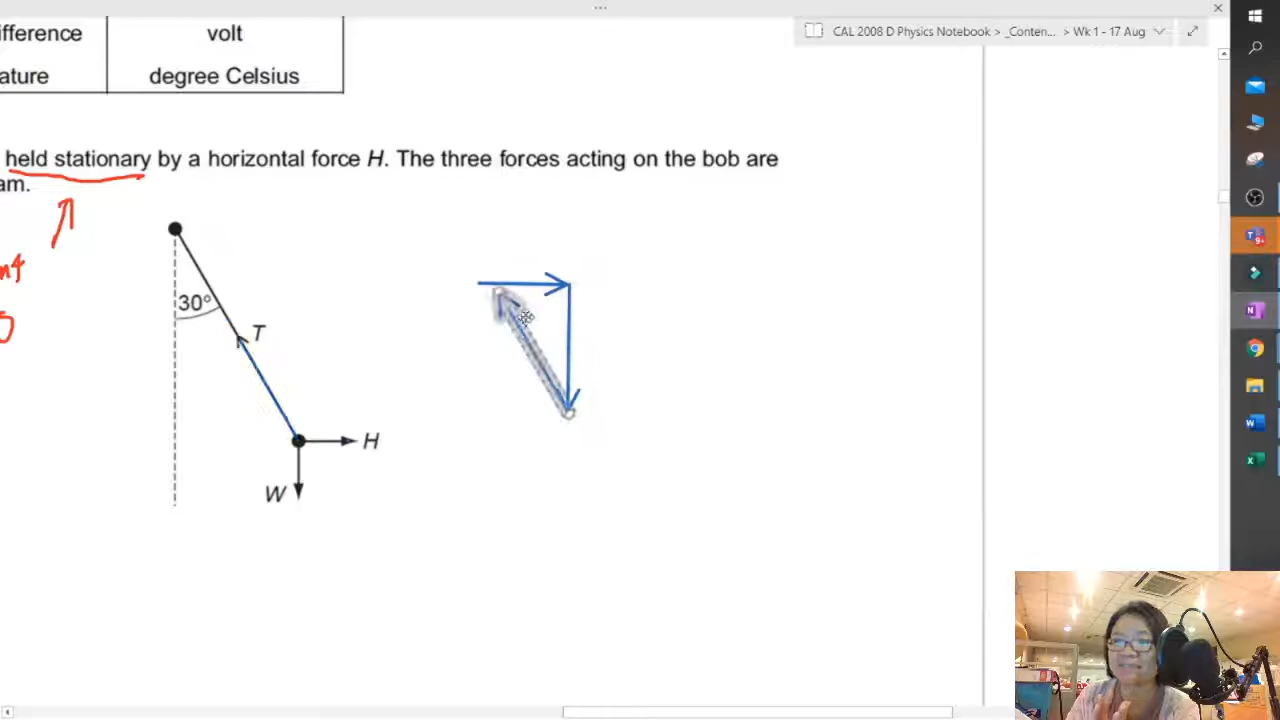 ifference volt
CAL 2008 D Physics Notebook > _Conten... > Wk 1 - 17 Aug
ature degree Celsius
held stationary by a horizontal force H. The three forces acting on the bob are
am.
30°
T
H
W